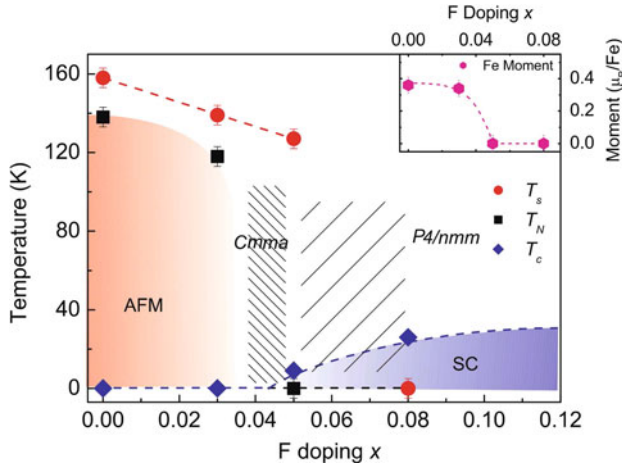 F Doping x
0.00 0.04 0.08
160
120
80
40
0
Temperature (K)
Fe Moment
0.4
0.2
0.0
Moment (μB/Fe)
Ts
TN
Tc
Cmma
P4/nmm
AFM
SC
0.00 0.02 0.04 0.06 0.08 0.10 0.12
F doping x